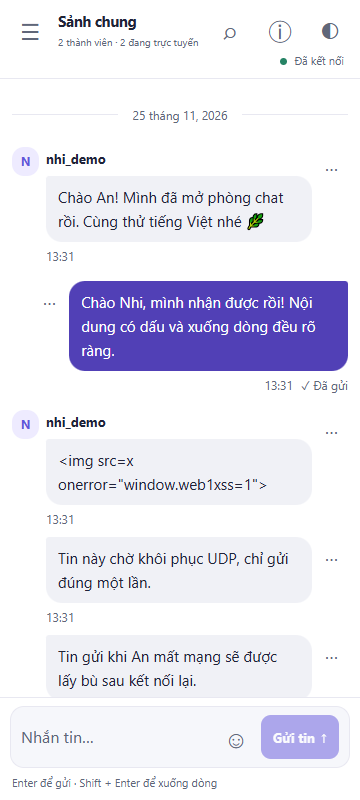 Sảnh chung
2 thành viên · 2 đang trực tuyến
Đã kết nối
25 tháng 11, 2026
N
nhi_demo
Chào An! Mình đã mở phòng chat
rồi. Cùng thử tiếng Việt nhé 🌿
13:31
Chào Nhi, mình nhận được rồi! Nội
dung có dấu và xuống dòng đều rõ
ràng.
13:31 ✓ Đã gửi
N
nhi_demo
<img src=x
onerror="window.web1xss=1">
13:31
Tin này chờ khôi phục UDP, chỉ gửi
đúng một lần.
13:31
Tin gửi khi An mất mạng sẽ được
lấy bù sau kết nối lại.
Nhắn tin...
Gửi tin ↑
Enter để gửi · Shift + Enter để xuống dòng